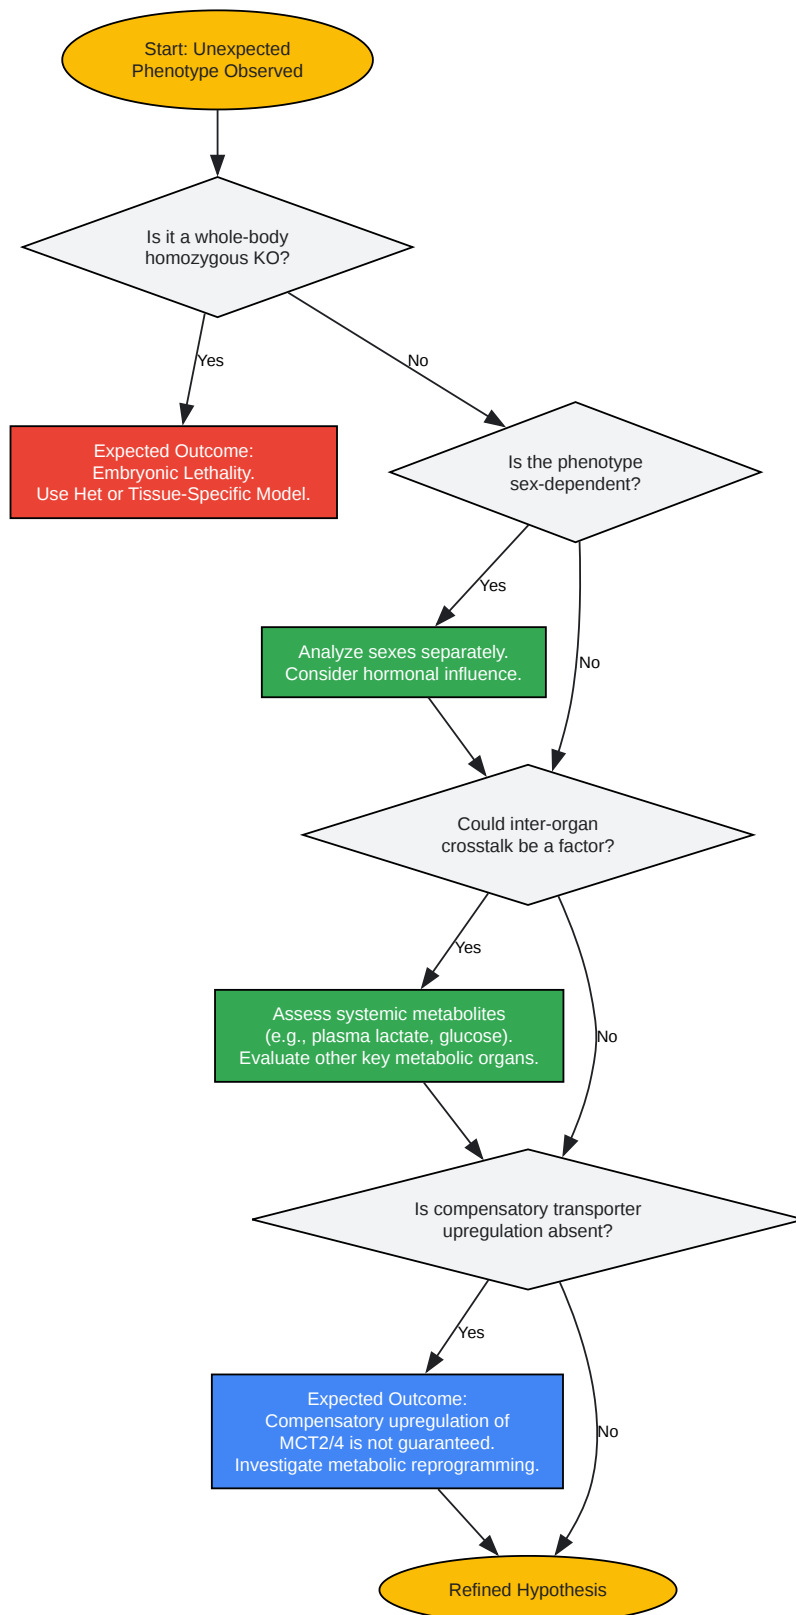 Start: Unexpected
Phenotype Observed
Is it a whole-body
homozygous KO?
Yes
No
Expected Outcome:
Embryonic Lethality.
Use Het or Tissue-Specific Model.
Is the phenotype
sex-dependent?
Yes
No
Analyze sexes separately.
Consider hormonal influence.
Could inter-organ
crosstalk be a factor?
Yes
No
Assess systemic metabolites
(e.g., plasma lactate, glucose).
Evaluate other key metabolic organs.
Is compensatory transporter
upregulation absent?
Yes
No
Expected Outcome:
Compensatory upregulation of
MCT2/4 is not guaranteed.
Investigate metabolic reprogramming.
Refined Hypothesis